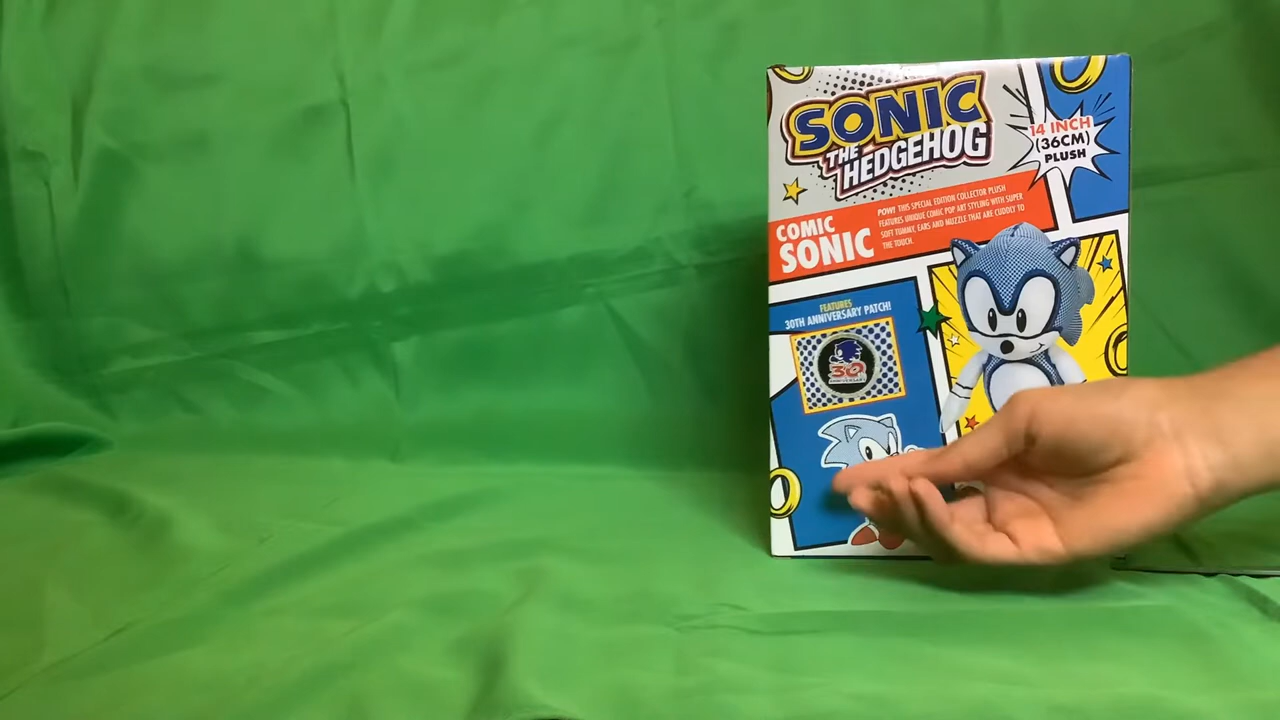 SONIC
THE
HEDGEHOG
14 INCH
(36CM)
PLUSH
COMIC
SONIC
POW! THIS SPECIAL EDITION COLLECTOR PLUSH
FEATURES UNIQUE COMIC POP ART STYLING WITH SUPER
SOFT TUMMY, EARS AND MUZZLE THAT ARE CUDDLY TO
THE TOUCH.
FEATURES
30TH ANNIVERSARY PATCH!
30TH
ANNIVERSARY